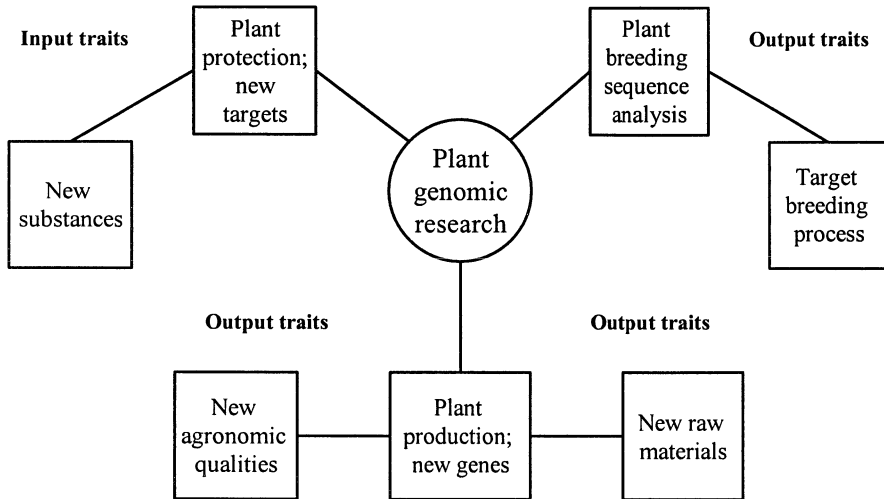 Input traits
Plant
protection;
new
targets
Plant
breeding
sequence
analysis
Output traits
New
substances
Plant
genomic
research
Target
breeding
process
Output traits
Output traits
New
agronomic
qualities
Plant
production;
new genes
New raw
materials